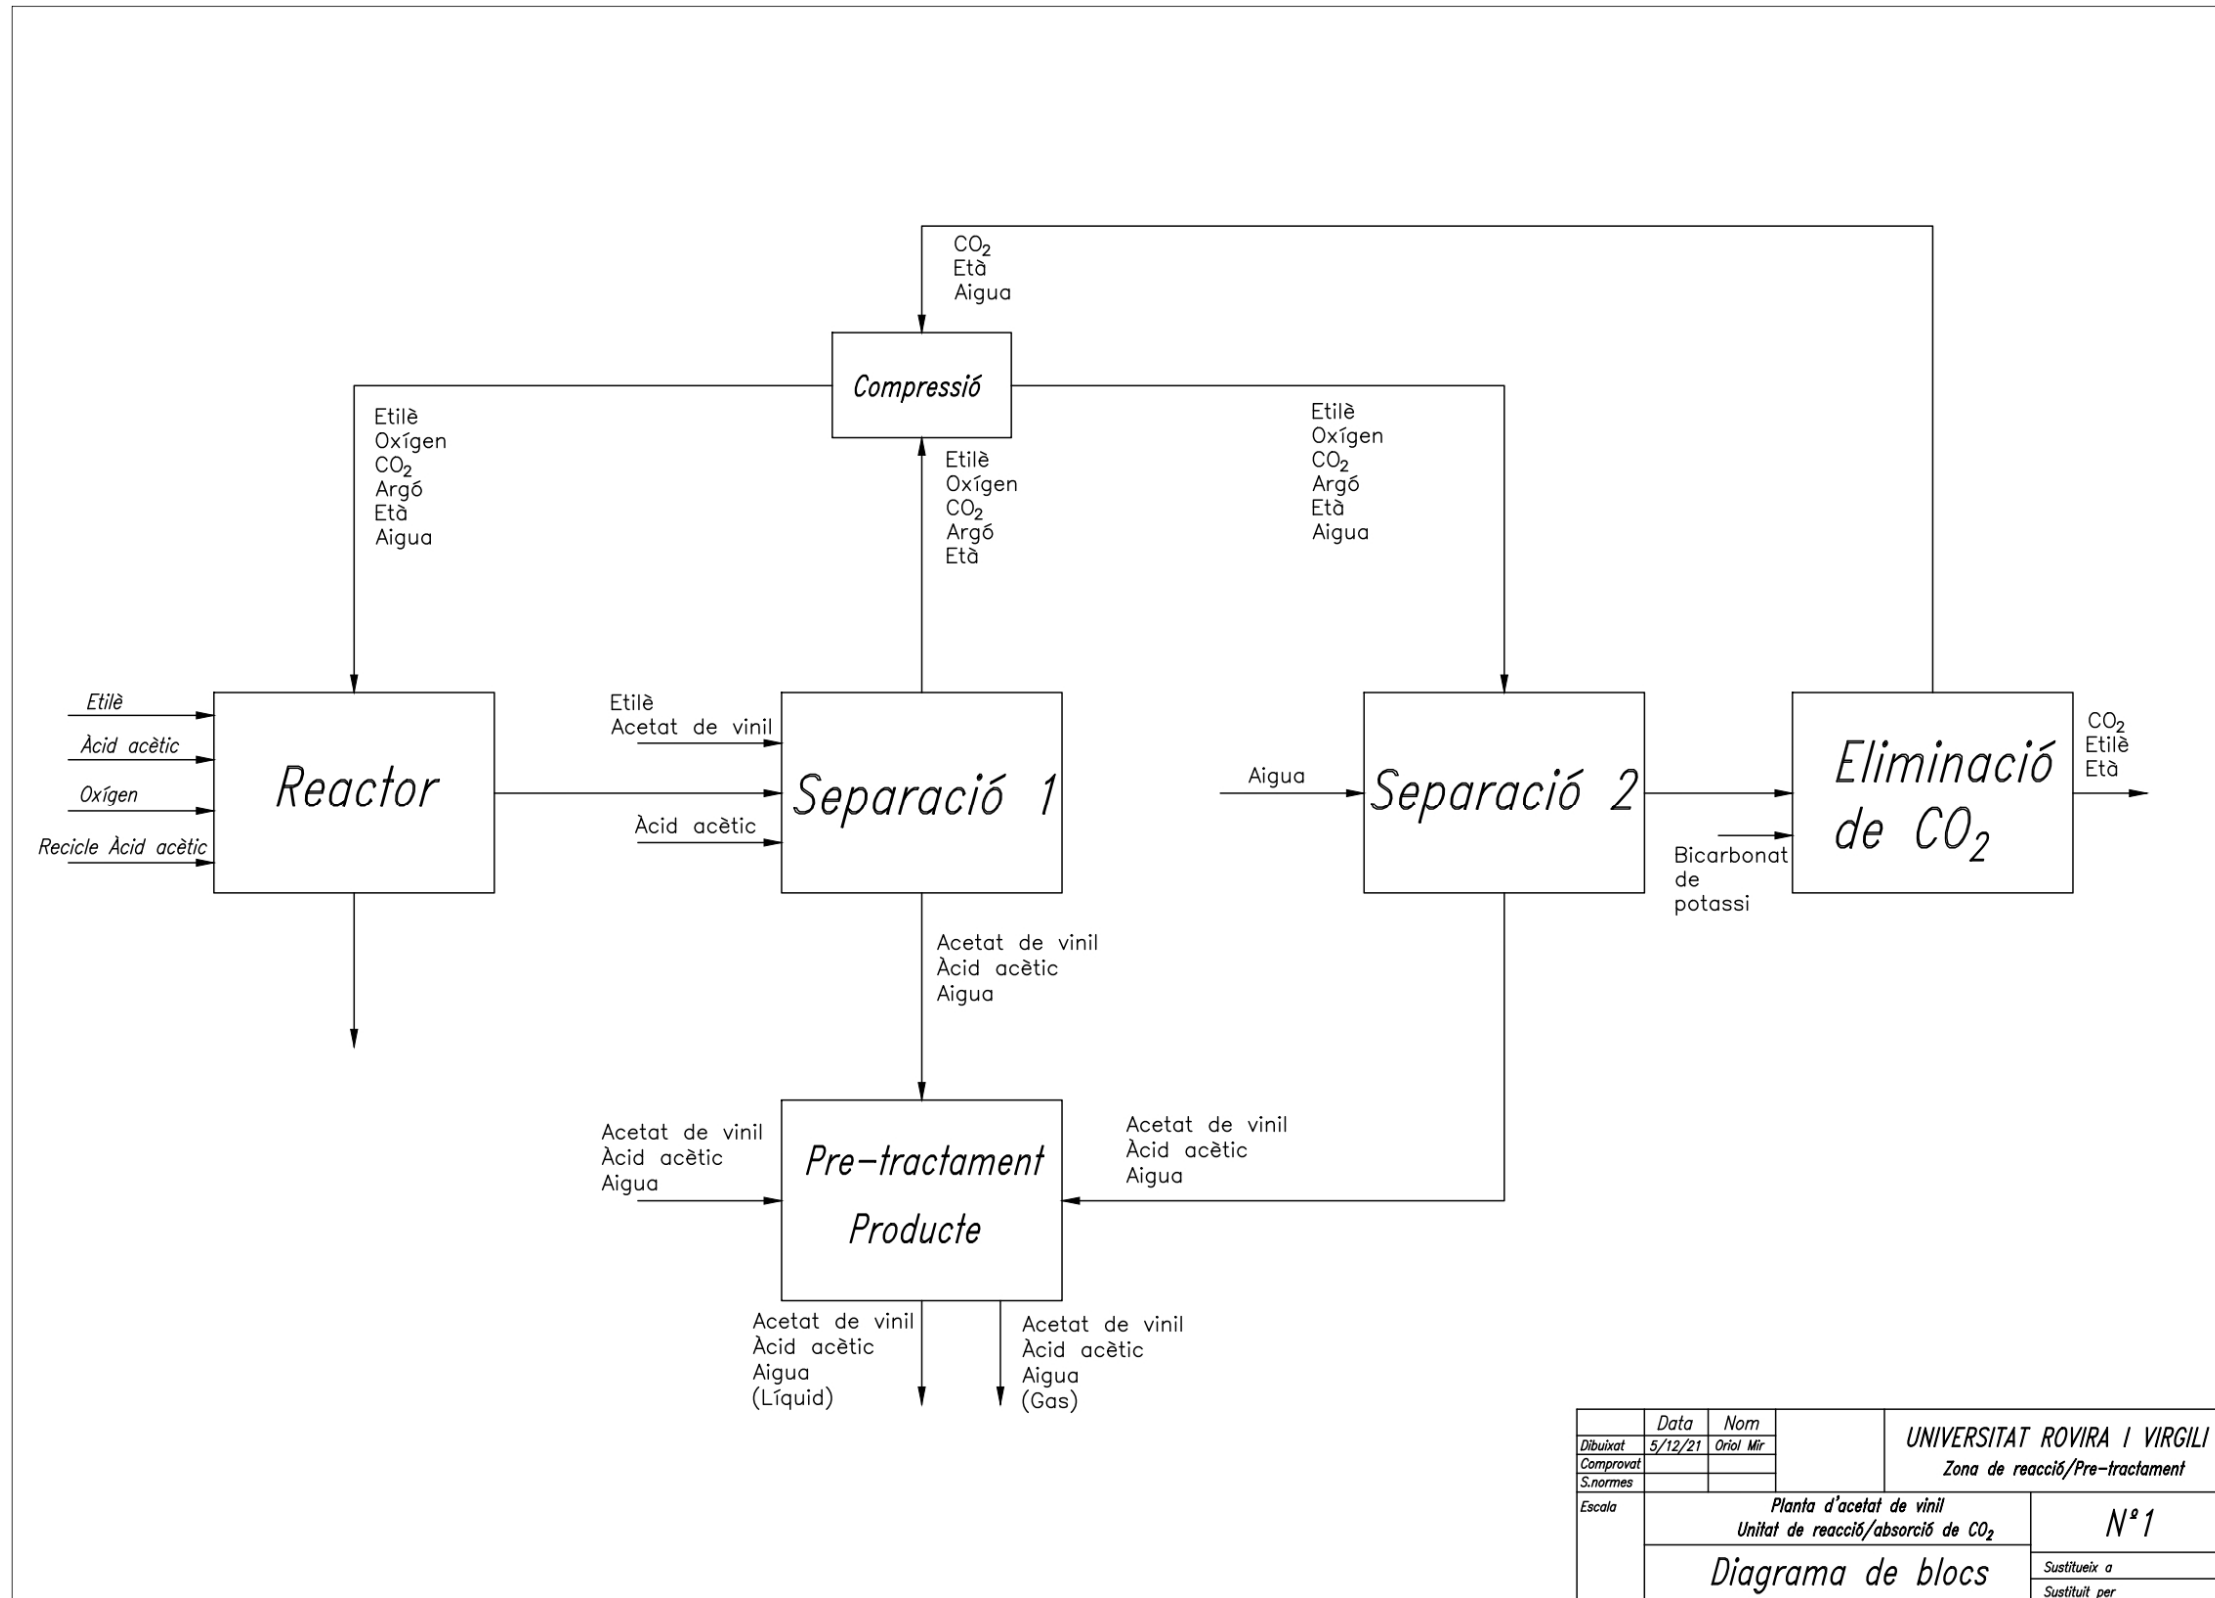 CO₂
Età
Aigua
Compressió
Etilè
Oxígen
CO₂
Argó
Età
Aigua
Etilè
Oxígen
CO₂
Argó
Età
Etilè
Oxígen
CO₂
Argó
Età
Aigua
Etilè
Àcid acètic
Oxígen
Recicle Àcid acètic
Reactor
Etilè
Acetat de vinil
Àcid acètic
Separació 1
Aigua
Separació 2
Bicarbonat
de
potassi
Eliminació
de CO₂
CO₂
Etilè
Età
Acetat de vinil
Àcid acètic
Aigua
Acetat de vinil
Àcid acètic
Aigua
Pre-tractament
Producte
Acetat de vinil
Àcid acètic
Aigua
Acetat de vinil
Àcid acètic
Aigua
(Líquid)
Acetat de vinil
Àcid acètic
Aigua
(Gas)
Data Nom
Dibuixat 5/12/21 Oriol Mir
Comprovat
S.normes
UNIVERSITAT ROVIRA I VIRGILI
Zona de reacció/Pre-tractament
Escala
Planta d'acetat de vinil
Unitat de reacció/absorció de CO₂
Nº1
Diagrama de blocs
Sustitueix a
Sustituit per